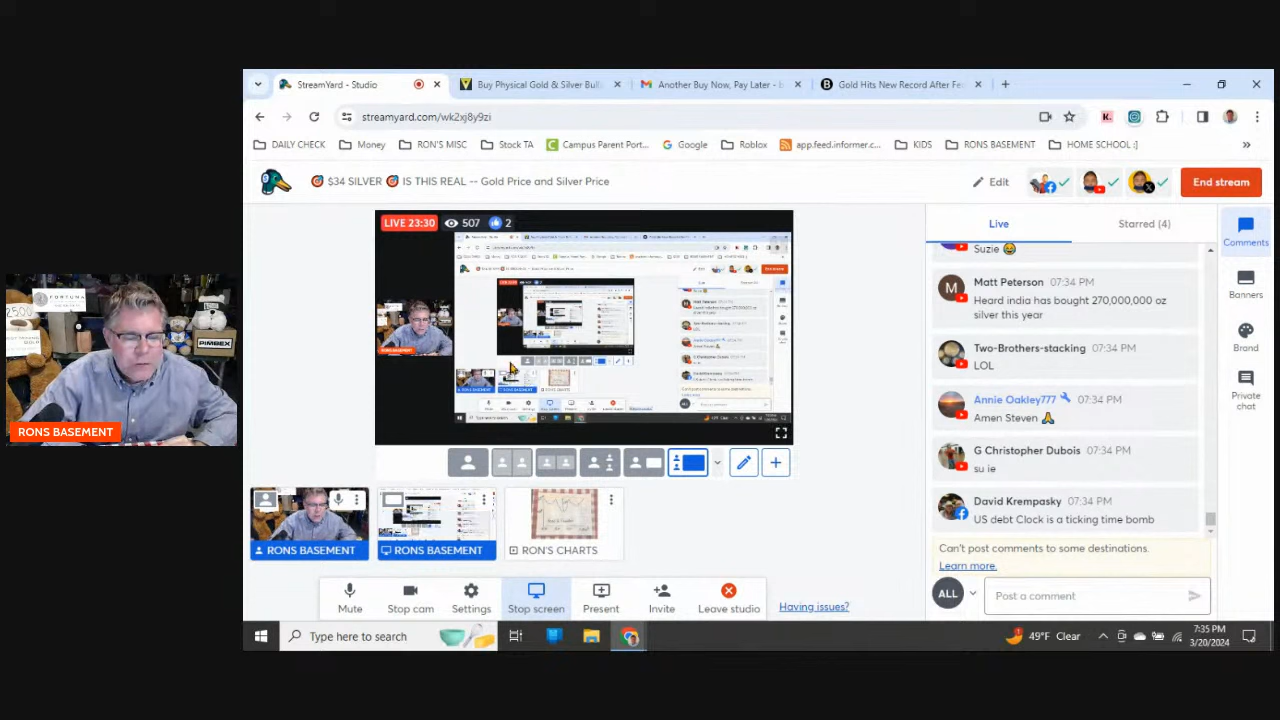 StreamYard - Studio
Buy Physical Gold & Silver Bull
Another Buy Now, Pay Later - b
Gold Hits New Record After Fe
streamyard.com/wk2xj8y9zi
DAILY CHECK
Money
RON'S MISC
Stock TA
Campus Parent Port...
Google
Roblox
app.feed.informer.c...
KIDS
RONS BASEMENT
HOME SCHOOL :]
🎯 $34 SILVER 🎯 IS THIS REAL -- Gold Price and Silver Price
Edit
End stream
LIVE 23:30 507 2
Live
Starred (4)
Comments
Banners
Brand
Private
chat
Suzie 😄
Matt Peterson 07:34 PM
Heard india has bought 270,000,000 oz
silver this year
Two-Brothers-stacking 07:34 PM
LOL
Annie Oakley777 07:34 PM
Amen Steven 🙏
G Christopher Dubois 07:34 PM
su ie
David Krempasky 07:34 PM
US debt Clock is a ticking time bomb
Can't post comments to some destinations.
Learn more.
ALL
Post a comment
FORTUNA
PIMBEX
RONS BASEMENT
RONS BASEMENT
RONS BASEMENT
RON'S CHARTS
Mute
Stop cam
Settings
Stop screen
Present
Invite
Leave studio
Having issues?
Type here to search
49°F Clear
7:35 PM
3/20/2024